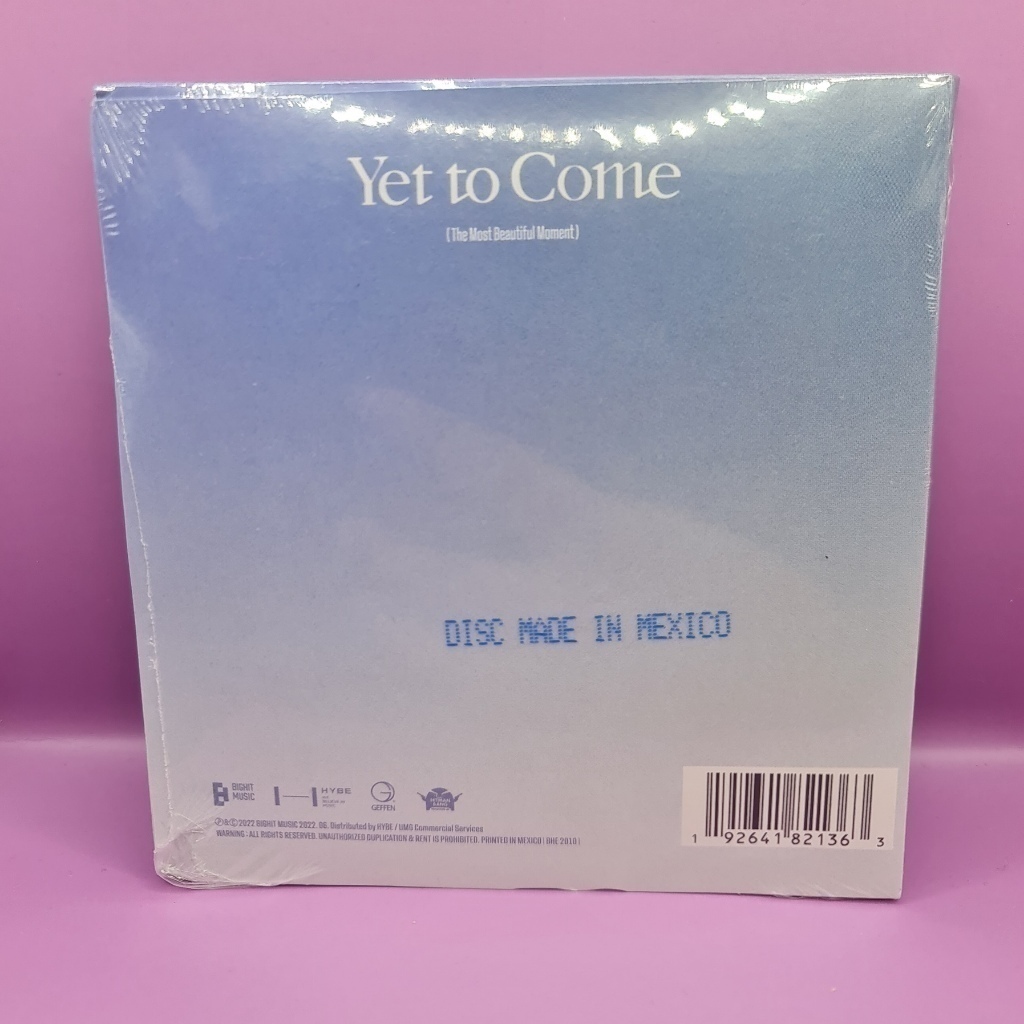 Yet to Come
(The Most Beautiful Moment)
DISC MADE IN MEXICO
BIGHIT MUSIC
HYBE
GEFFEN
Ⓟ&Ⓒ 2022 BIGHIT MUSIC 2022. 06. Distributed by HYBE / UMG Commercial Services
WARNING : ALL RIGHTS RESERVED. UNAUTHORIZED DUPLICATION & RENT IS PROHIBITED. PRINTED IN MEXICO
1 92641 82136 3